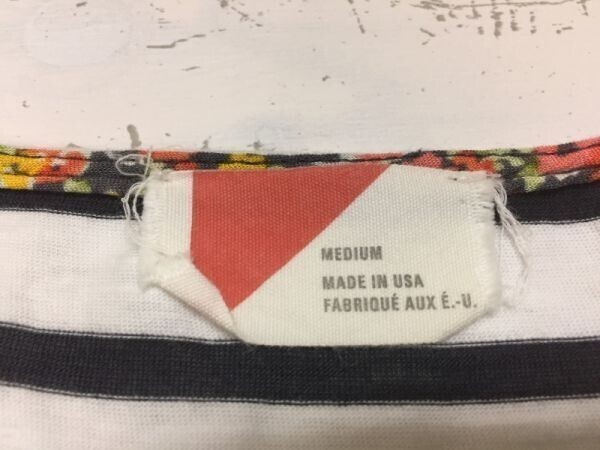 MEDIUM
MADE IN USA
FABRIQUÉ AUX É.-U.